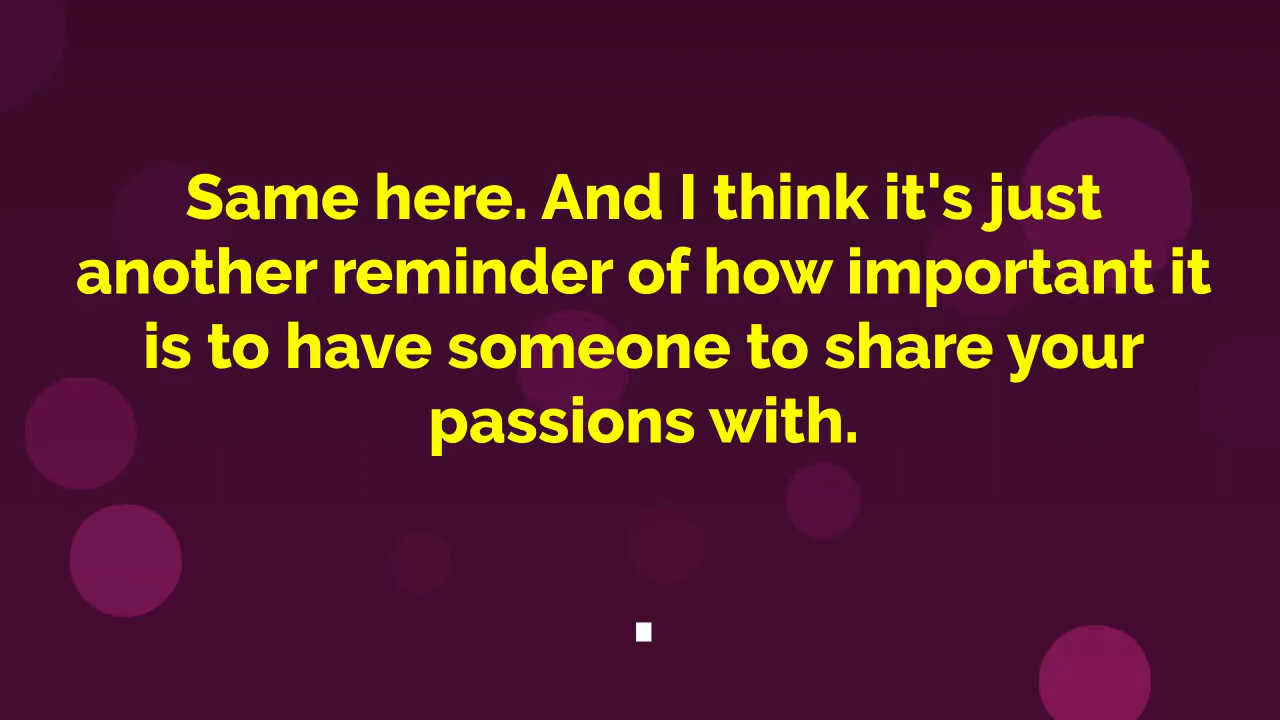 Same here. And I think it's just
another reminder of how important it
is to have someone to share your
passions with.